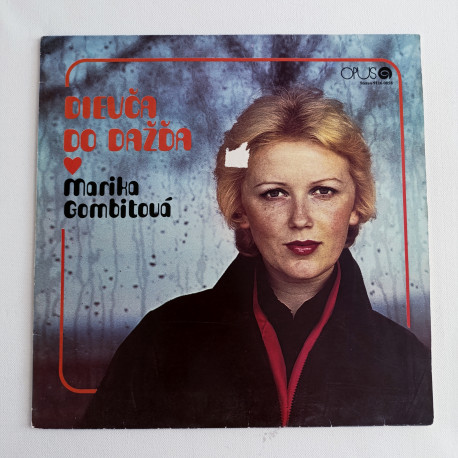 OPUS
DIEVČA
DO DAŽĎA
Marika
Gombitová